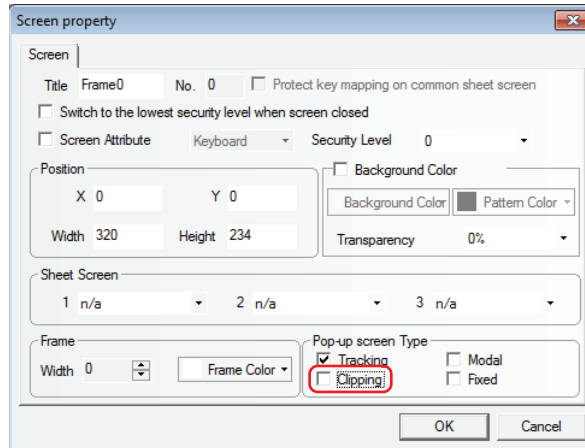 Screen property
Screen
Title Frame0 No. 0 Protect key mapping on common sheet screen
Switch to the lowest security level when screen closed
Screen Attribute Keyboard Security Level 0
Position Background Color
X 0 Y 0 Background Color Pattern Color
Width 320 Height 234 Transparency 0%
Sheet Screen
1 n/a 2 n/a 3 n/a
Frame Pop-up screen Type
Tracking Modal
Width 0 Frame Color Clipping Fixed
OK Cancel